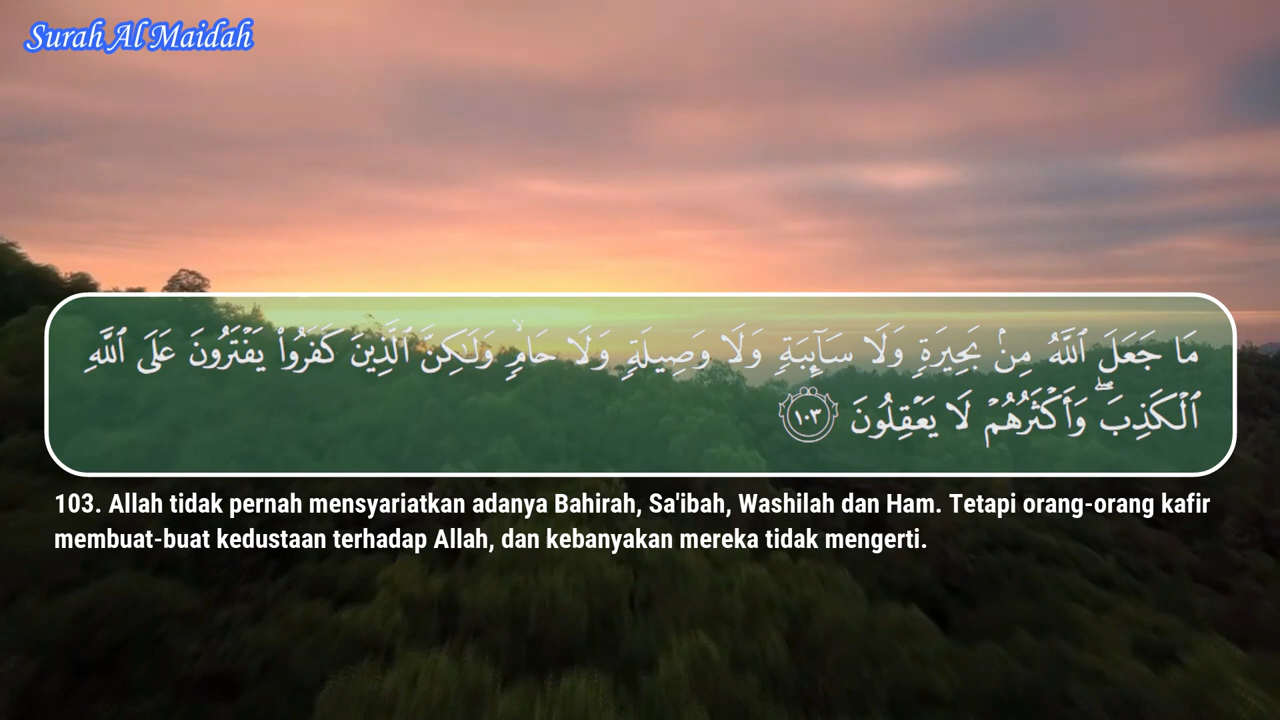 Surah Al Maidah
مَا جَعَلَ ٱللَّهُ مِنۢ بَحِيرَةٖ وَلَا سَآئِبَةٖ وَلَا وَصِيلَةٖ وَلَا حَامٖ وَلَٰكِنَّ ٱلَّذِينَ كَفَرُواْ يَفۡتَرُونَ عَلَى ٱللَّهِ
ٱلۡكَذِبَۖ وَأَكۡثَرُهُمۡ لَا يَعۡقِلُونَ ١٠٣
103. Allah tidak pernah mensyariatkan adanya Bahirah, Sa'ibah, Washilah dan Ham. Tetapi orang-orang kafir
membuat-buat kedustaan terhadap Allah, dan kebanyakan mereka tidak mengerti.